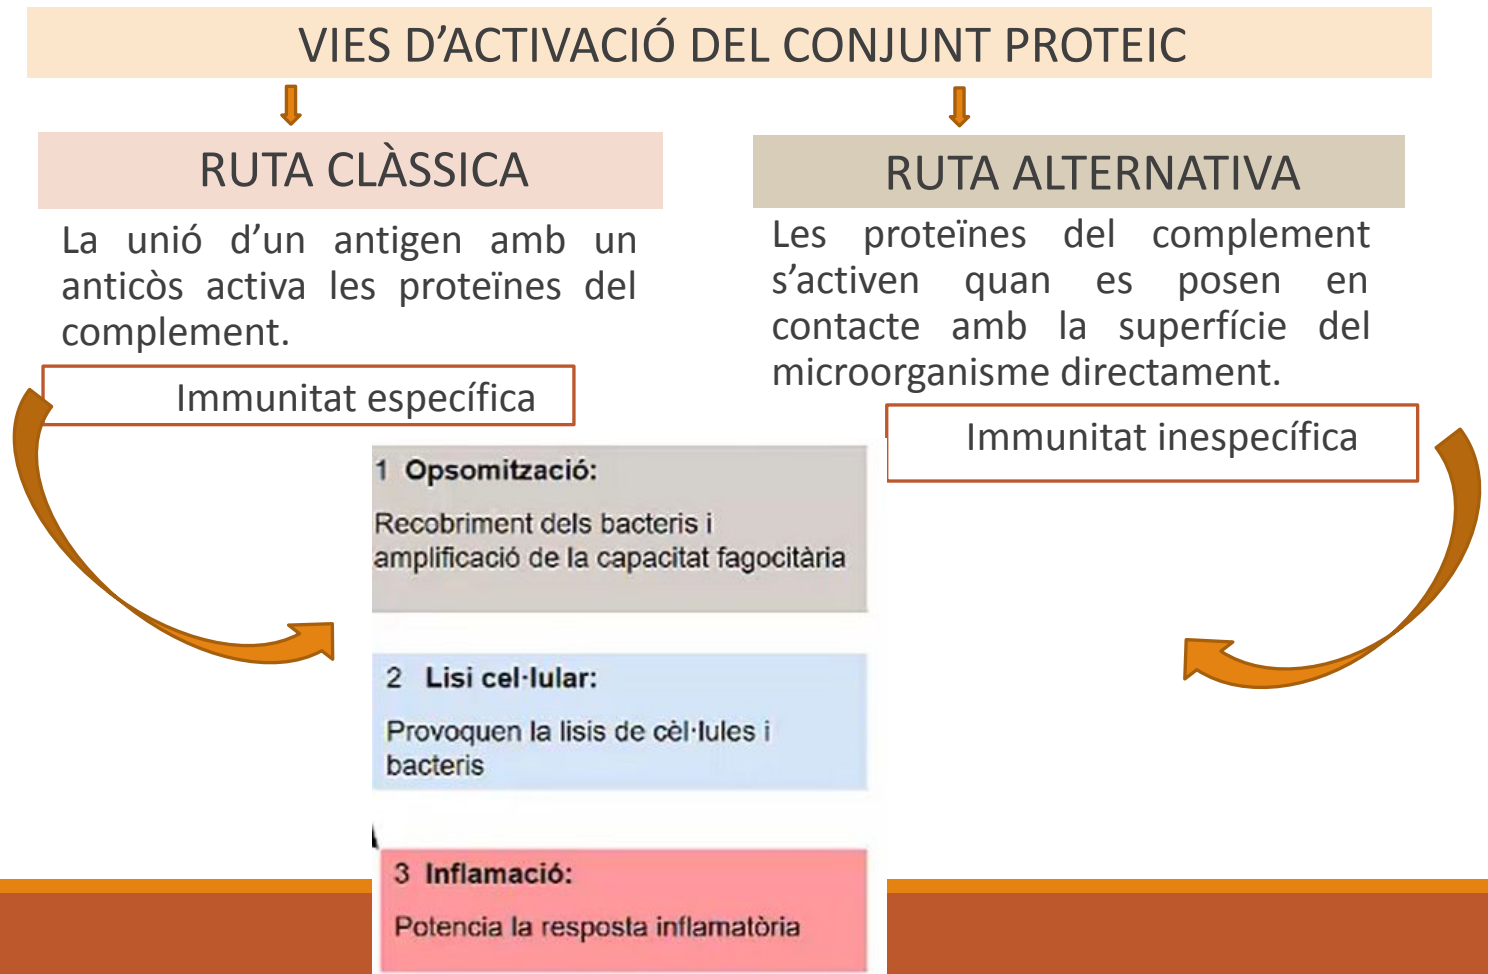 VIES D’ACTIVACIÓ DEL CONJUNT PROTEIC
RUTA CLÀSSICA
La unió d’un antigen amb un
anticòs activa les proteïnes del
complement.
Immunitat específica
RUTA ALTERNATIVA
Les proteïnes del complement
s’activen quan es posen en
contacte amb la superfície del
microorganisme directament.
Immunitat inespecífica
1 Opsomització:
Recobriment dels bacteris i
amplificació de la capacitat fagocitària
2 Lisi cel·lular:
Provoquen la lisis de cèl·lules i
bacteris
3 Inflamació:
Potencia la resposta inflamatòria